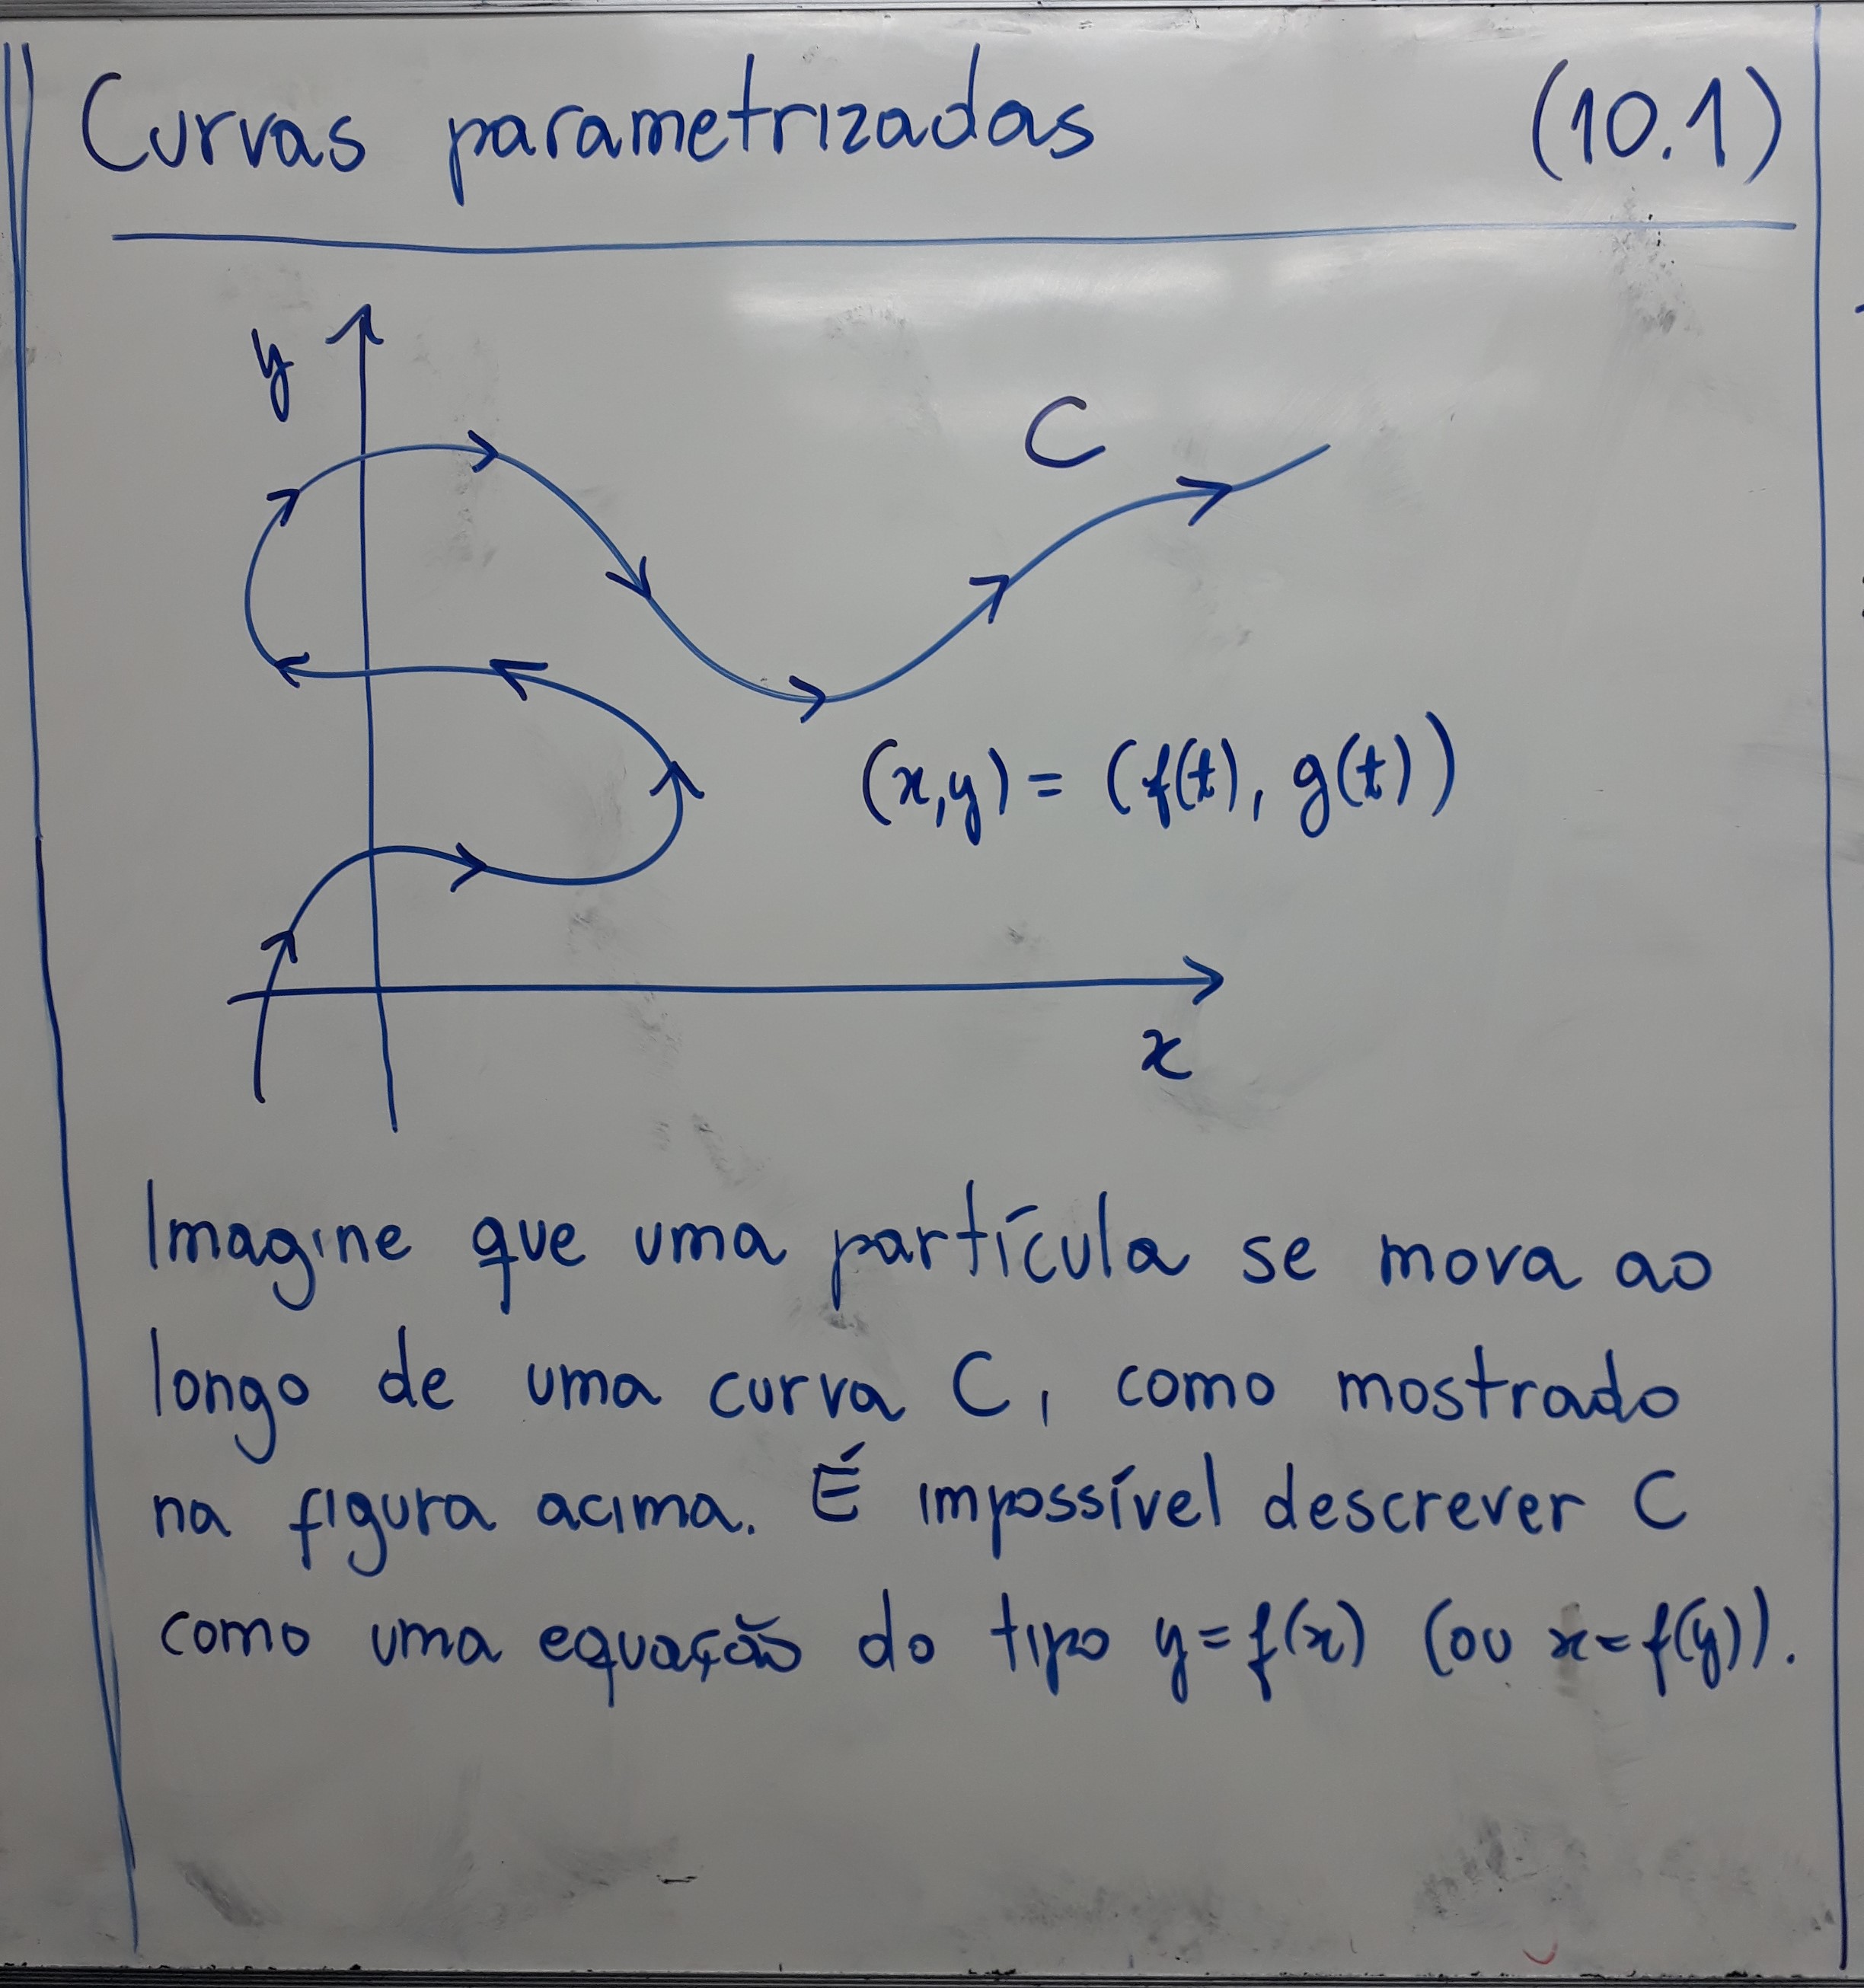 Curvas parametrizadas (10.1)
y
C
(x,y) = (f(t), g(t))
x
Imagine que uma partícula se mova ao
longo de uma curva C, como mostrado
na figura acima. É impossível descrever C
como uma equação do tipo y=f(x) (ou x=f(y)).